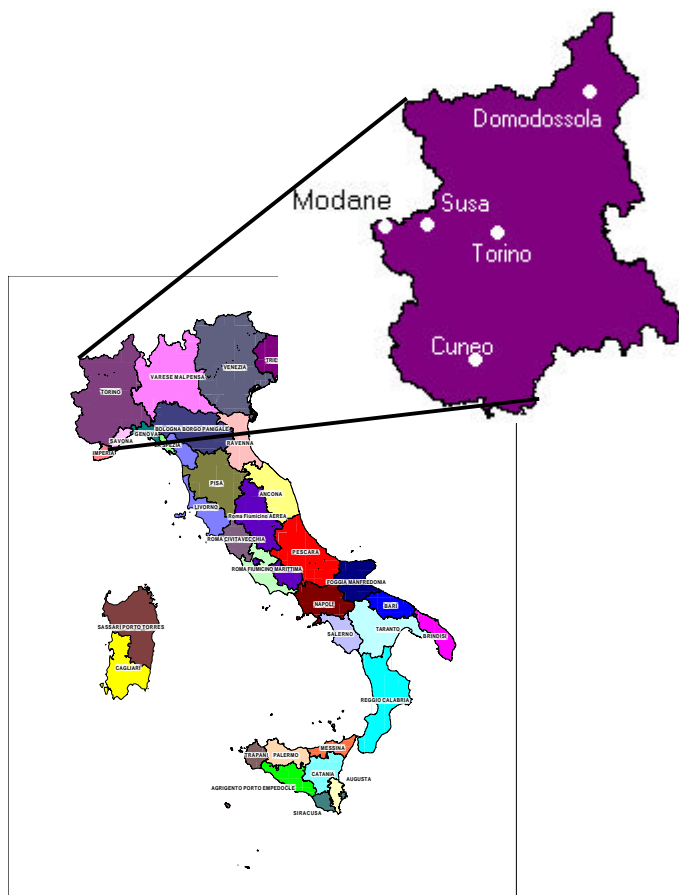 Domodossola
Modane
Susa
Torino
Cuneo
VENEZIA
TRIE
VARESE MALPENSA
TORINO
BOLOGNA BORGO PANIGALE
GENOVA
SAVONA
RAVENNA
IMPERIA
PISA
ANCONA
LIVORNO
Roma Fiumicino AEREA
ROMA CIVITAVECCHIA
PESCARA
ROMA FIUMICINO MARITTIMA
FOGGIA MANFREDONIA
NAPOLI
BARI
SASSARI PORTO TORRES
TARANTO
SALERNO
BRINDISI
CAGLIARI
REGGIO CALABRIA
MESSINA
TRAPANI
PALERMO
CATANIA
AUGUSTA
AGRIGENTO PORTO EMPEDOCLE
SIRACUSA